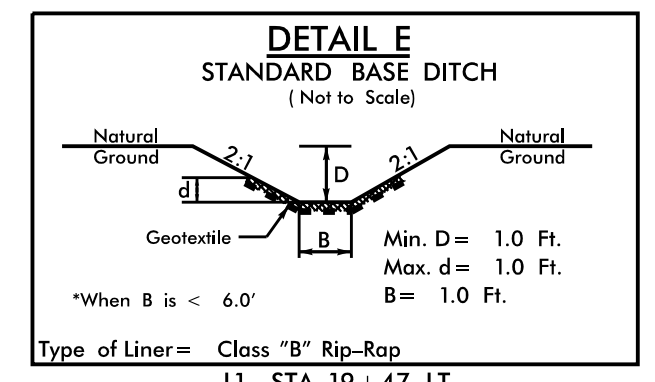 DETAIL E
STANDARD BASE DITCH
( Not to Scale)
Natural
Ground
2:1
D
2:1
Natural
Ground
d
Geotextile
B
Min. D = 1.0 Ft.
Max. d = 1.0 Ft.
B = 1.0 Ft.
*When B is < 6.0'
Type of Liner = Class "B" Rip-Rap